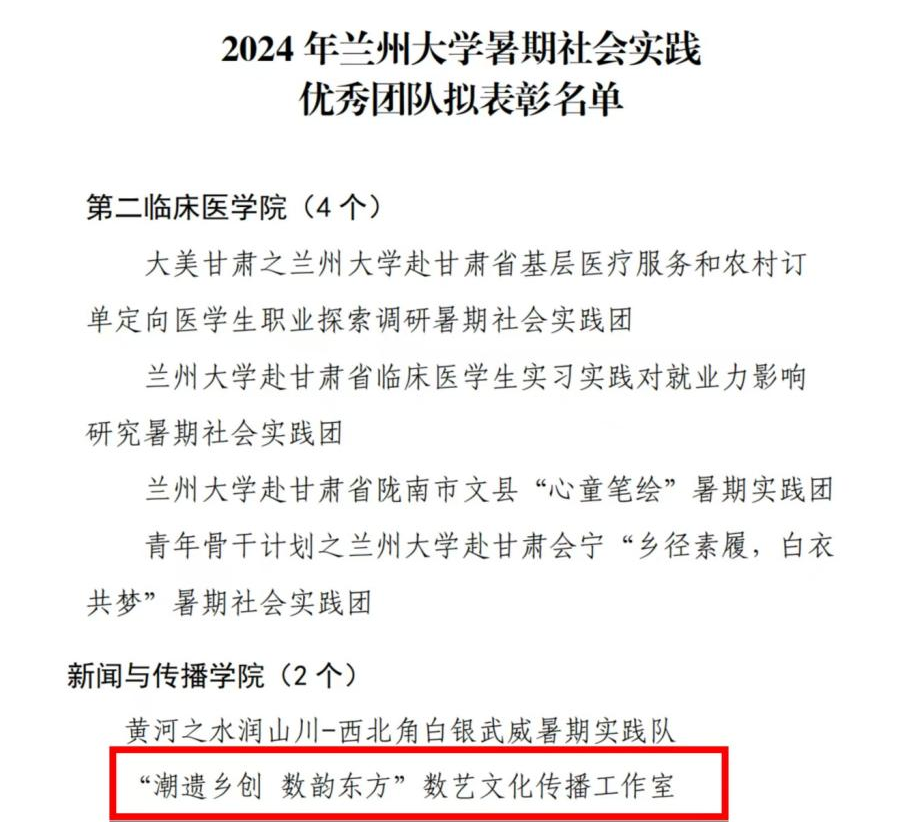 2024 年兰州大学暑期社会实践
优秀团队拟表彰名单
第二临床医学院（4 个）
大美甘肃之兰州大学赴甘肃省基层医疗服务和农村订
单定向医学生职业探索调研暑期社会实践团
兰州大学赴甘肃省临床医学生实习实践对就业力影响
研究暑期社会实践团
兰州大学赴甘肃省陇南市文县“心童笔绘”暑期实践团
青年骨干计划之兰州大学赴甘肃会宁“乡径素履，白衣
共梦”暑期社会实践团
新闻与传播学院（2 个）
黄河之水润山川-西北角白银武威暑期实践队
“潮遗乡创 数韵东方”数艺文化传播工作室